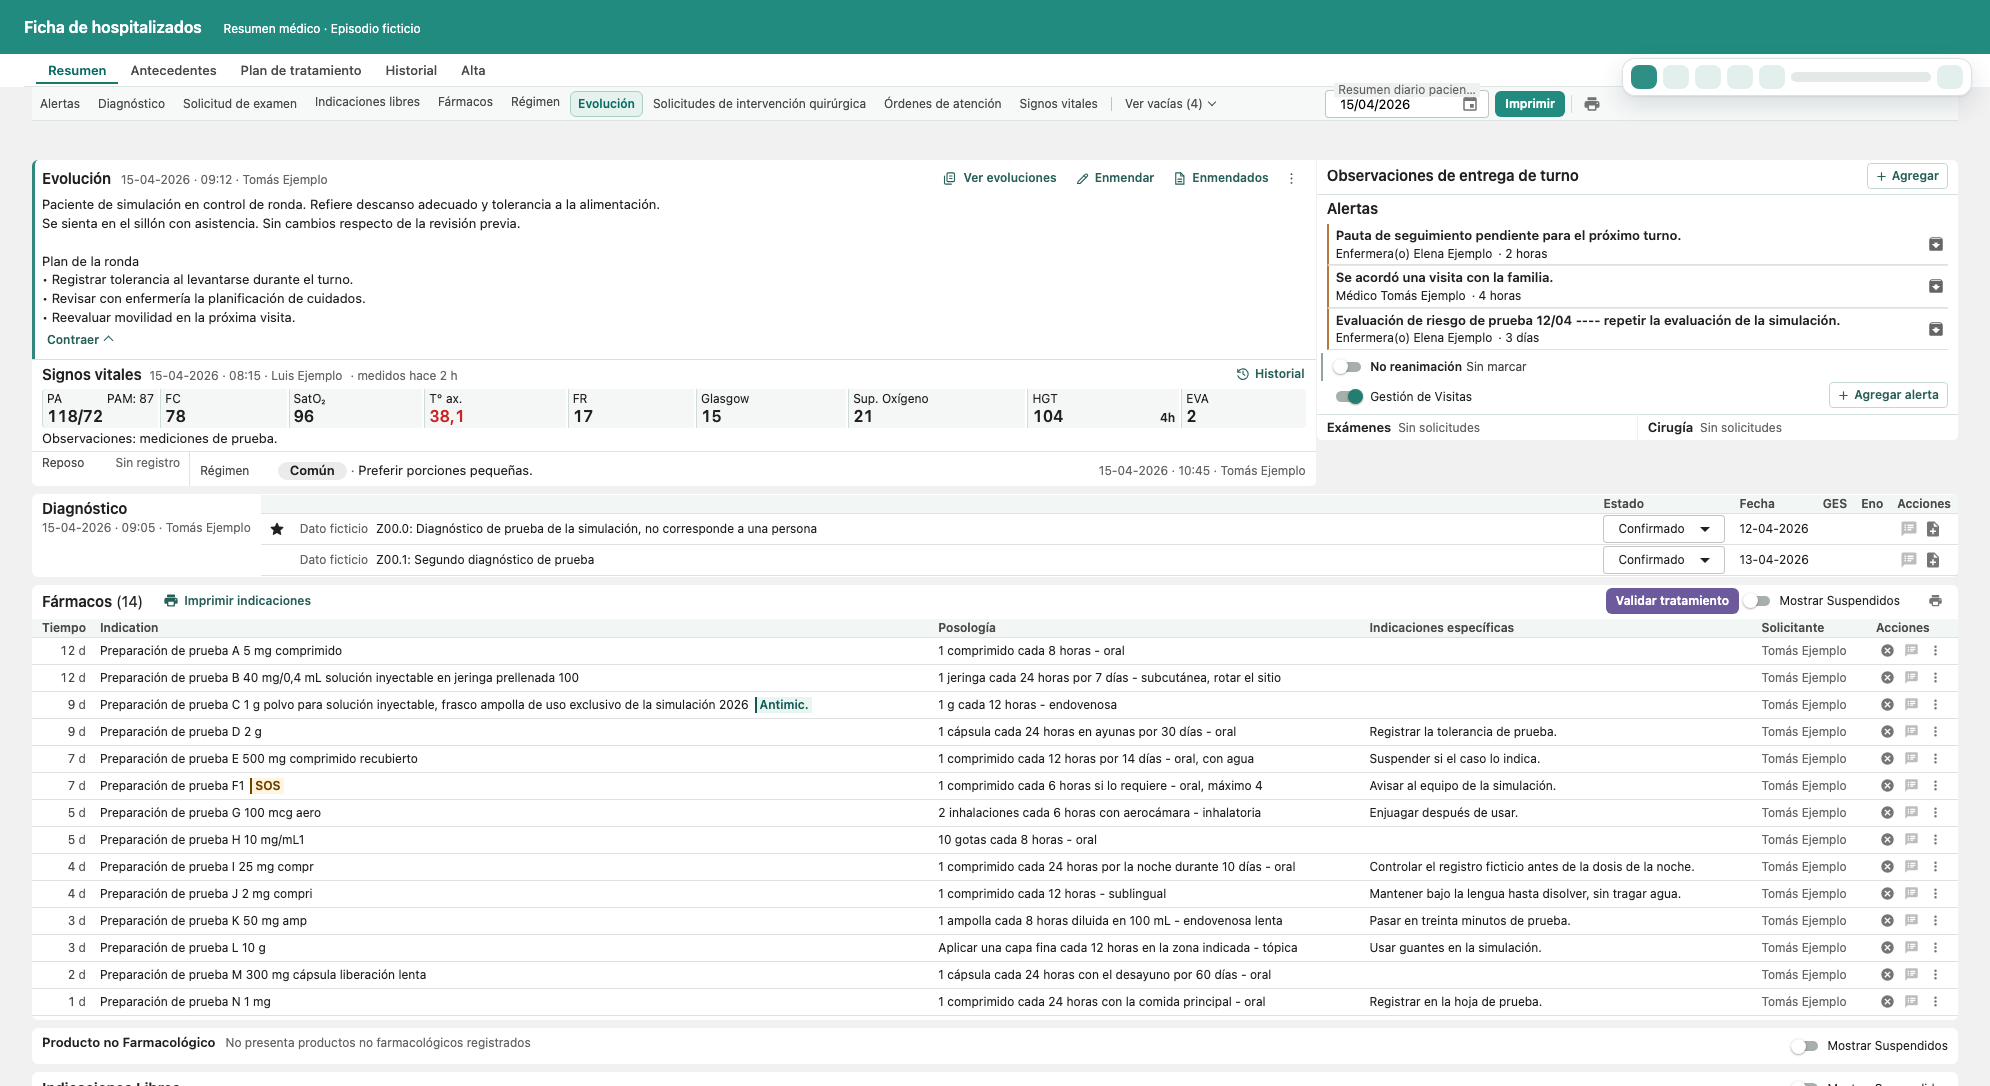 Ficha de hospitalizados Resumen médico · Episodio ficticio
Resumen Antecedentes Plan de tratamiento Historial Alta
Alertas Diagnóstico Solicitud de examen Indicaciones libres Fármacos Régimen Evolución Solicitudes de intervención quirúrgica Órdenes de atención Signos vitales Ver vacías (4)
Resumen diario pacien...
15/04/2026 Imprimir
Evolución 15-04-2026 · 09:12 · Tomás Ejemplo Ver evoluciones Enmendar Enmendados
Paciente de simulación en control de ronda. Refiere descanso adecuado y tolerancia a la alimentación.
Se sienta en el sillón con asistencia. Sin cambios respecto de la revisión previa.
Plan de la ronda
• Registrar tolerancia al levantarse durante el turno.
• Revisar con enfermería la planificación de cuidados.
• Reevaluar movilidad en la próxima visita.
Contraer
Observaciones de entrega de turno + Agregar
Alertas
Pauta de seguimiento pendiente para el próximo turno.
Enfermera(o) Elena Ejemplo · 2 horas
Se acordó una visita con la familia.
Médico Tomás Ejemplo · 4 horas
Evaluación de riesgo de prueba 12/04 ---- repetir la evaluación de la simulación.
Enfermera(o) Elena Ejemplo · 3 días
No reanimación Sin marcar
Gestión de Visitas + Agregar alerta
Exámenes Sin solicitudes Cirugía Sin solicitudes
Signos vitales 15-04-2026 · 08:15 · Luis Ejemplo · medidos hace 2 h Historial
PA PAM: 87 FC SatO₂ T° ax. FR Glasgow Sup. Oxígeno HGT EVA
118/72 78 96 38,1 17 15 21 104 4h 2
Observaciones: mediciones de prueba.
Reposo Sin registro Régimen Común · Preferir porciones pequeñas. 15-04-2026 · 10:45 · Tomás Ejemplo
Diagnóstico Estado Fecha GES Eno Acciones
15-04-2026 · 09:05 · Tomás Ejemplo
Dato ficticio Z00.0: Diagnóstico de prueba de la simulación, no corresponde a una persona Confirmado 12-04-2026
Dato ficticio Z00.1: Segundo diagnóstico de prueba Confirmado 13-04-2026
Fármacos (14) Imprimir indicaciones Validar tratamiento Mostrar Suspendidos
Tiempo Indication Posología Indicaciones específicas Solicitante Acciones
12 d Preparación de prueba A 5 mg comprimido 1 comprimido cada 8 horas - oral Tomás Ejemplo
12 d Preparación de prueba B 40 mg/0,4 mL solución inyectable en jeringa prellenada 100 1 jeringa cada 24 horas por 7 días - subcutánea, rotar el sitio Tomás Ejemplo
9 d Preparación de prueba C 1 g polvo para solución inyectable, frasco ampolla de uso exclusivo de la simulación 2026 Antimic. 1 g cada 12 horas - endovenosa Tomás Ejemplo
9 d Preparación de prueba D 2 g 1 cápsula cada 24 horas en ayunas por 30 días - oral Registrar la tolerancia de prueba. Tomás Ejemplo
7 d Preparación de prueba E 500 mg comprimido recubierto 1 comprimido cada 12 horas por 14 días - oral, con agua Suspender si el caso lo indica. Tomás Ejemplo
7 d Preparación de prueba F1 SOS 1 comprimido cada 6 horas si lo requiere - oral, máximo 4 Avisar al equipo de la simulación. Tomás Ejemplo
5 d Preparación de prueba G 100 mcg aero 2 inhalaciones cada 6 horas con aerocámara - inhalatoria Enjuagar después de usar. Tomás Ejemplo
5 d Preparación de prueba H 10 mg/mL1 10 gotas cada 8 horas - oral Tomás Ejemplo
4 d Preparación de prueba I 25 mg compr 1 comprimido cada 24 horas por la noche durante 10 días - oral Controlar el registro ficticio antes de la dosis de la noche. Tomás Ejemplo
4 d Preparación de prueba J 2 mg compri 1 comprimido cada 12 horas - sublingual Mantener bajo la lengua hasta disolver, sin tragar agua. Tomás Ejemplo
3 d Preparación de prueba K 50 mg amp 1 ampolla cada 8 horas diluida en 100 mL - endovenosa lenta Pasar en treinta minutos de prueba. Tomás Ejemplo
3 d Preparación de prueba L 10 g Aplicar una capa fina cada 12 horas en la zona indicada - tópica Usar guantes en la simulación. Tomás Ejemplo
2 d Preparación de prueba M 300 mg cápsula liberación lenta 1 cápsula cada 24 horas con el desayuno por 60 días - oral Tomás Ejemplo
1 d Preparación de prueba N 1 mg 1 comprimido cada 24 horas con la comida principal - oral Registrar en la hoja de prueba. Tomás Ejemplo
Producto no Farmacológico No presenta productos no farmacológicos registrados Mostrar Suspendidos